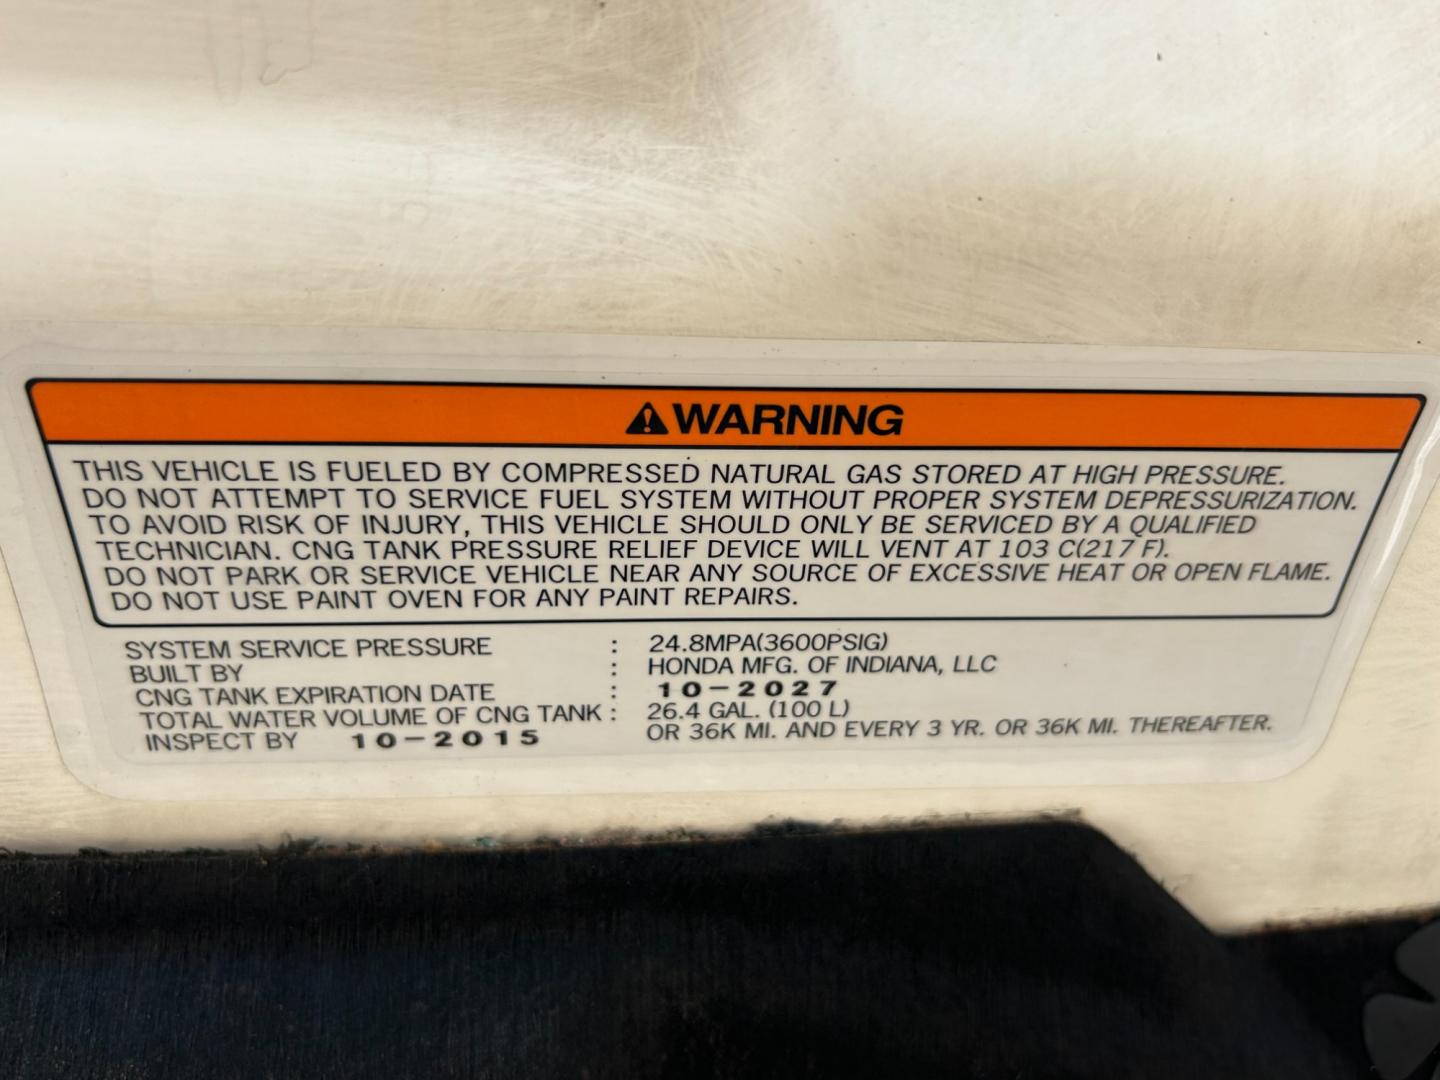 WARNING
THIS VEHICLE IS FUELED BY COMPRESSED NATURAL GAS STORED AT HIGH PRESSURE.
DO NOT ATTEMPT TO SERVICE FUEL SYSTEM WITHOUT PROPER SYSTEM DEPRESSURIZATION.
TO AVOID RISK OF INJURY, THIS VEHICLE SHOULD ONLY BE SERVICED BY A QUALIFIED
TECHNICIAN. CNG TANK PRESSURE RELIEF DEVICE WILL VENT AT 103 C(217 F).
DO NOT PARK OR SERVICE VEHICLE NEAR ANY SOURCE OF EXCESSIVE HEAT OR OPEN FLAME.
DO NOT USE PAINT OVEN FOR ANY PAINT REPAIRS.
SYSTEM SERVICE PRESSURE : 24.8MPA(3600PSIG)
BUILT BY : HONDA MFG. OF INDIANA, LLC
CNG TANK EXPIRATION DATE : 10-2027
TOTAL WATER VOLUME OF CNG TANK : 26.4 GAL. (100 L)
INSPECT BY 10-2015 OR 36K MI. AND EVERY 3 YR. OR 36K MI. THEREAFTER.